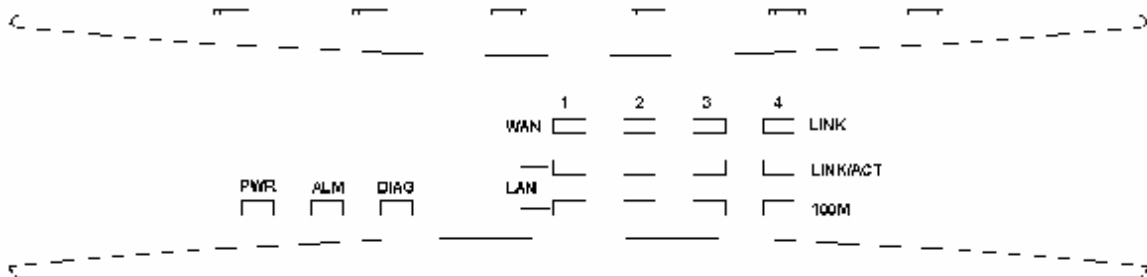 1 2 3 4
WAN LINK
LINK/ACT
PWR ALM DIAG LAN
100M